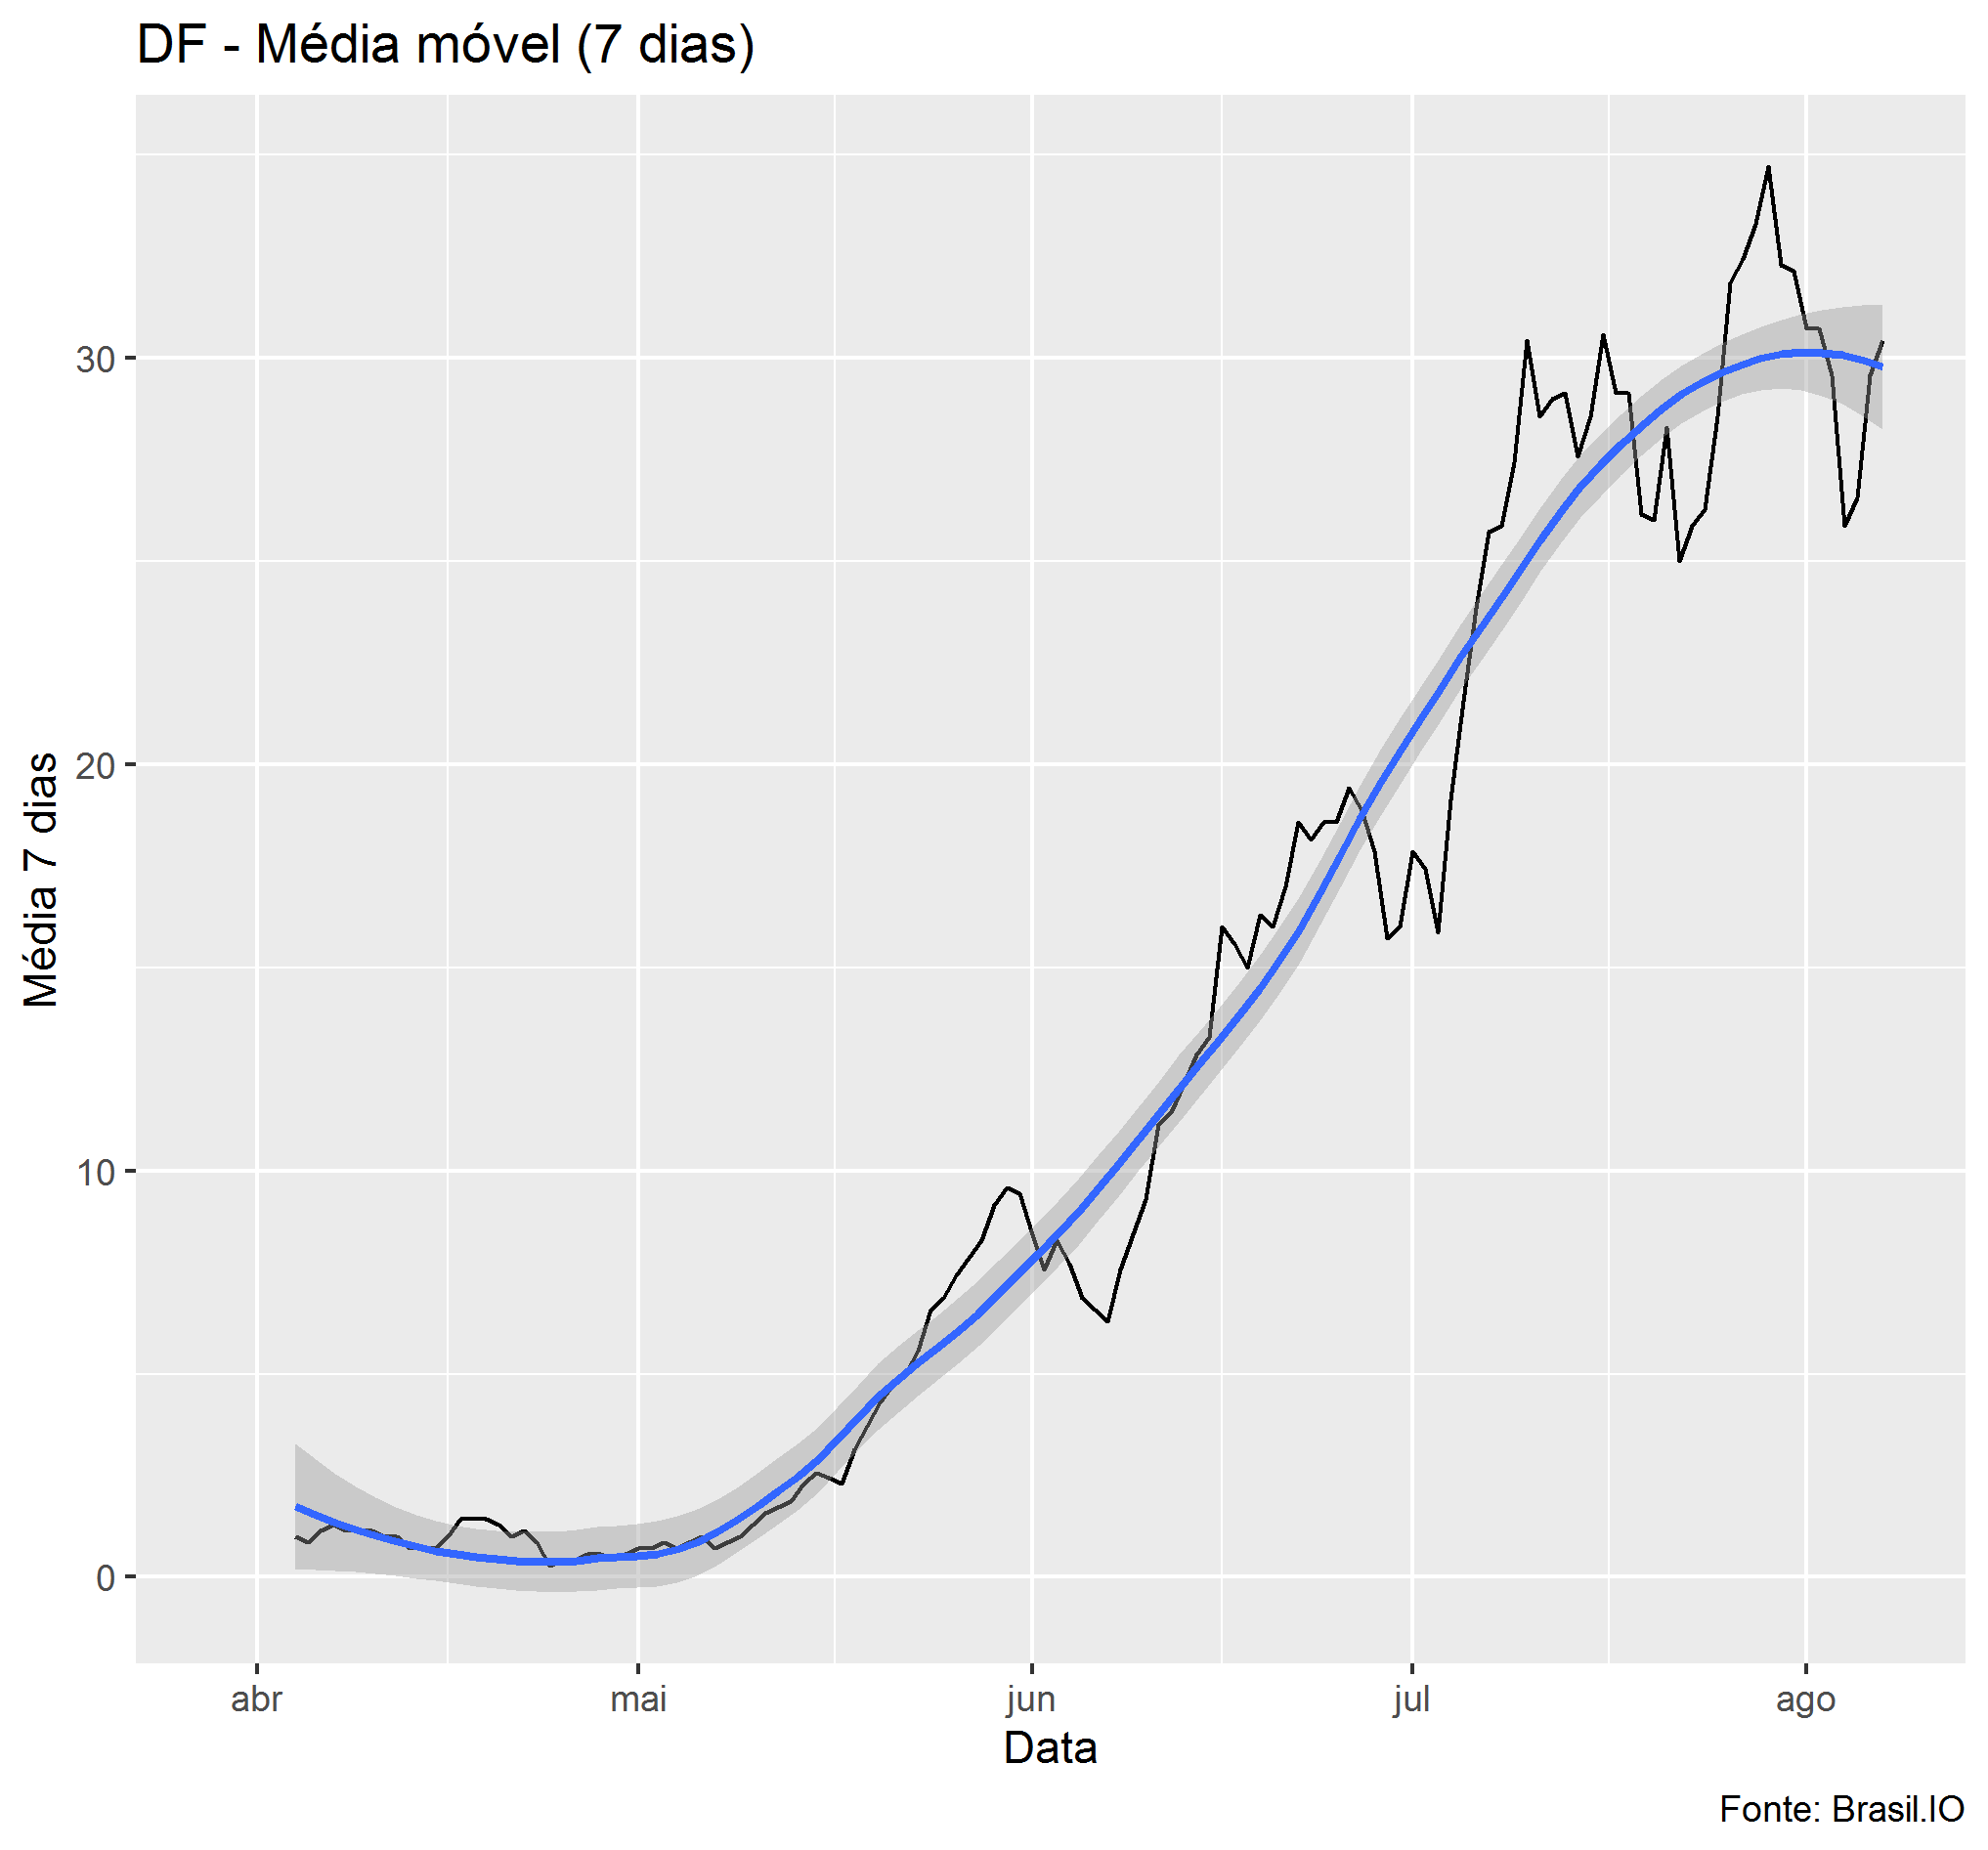 DF - Média móvel (7 dias)
Média 7 dias
30
20
10
0
abr mai jun jul ago
Data
Fonte: Brasil.IO